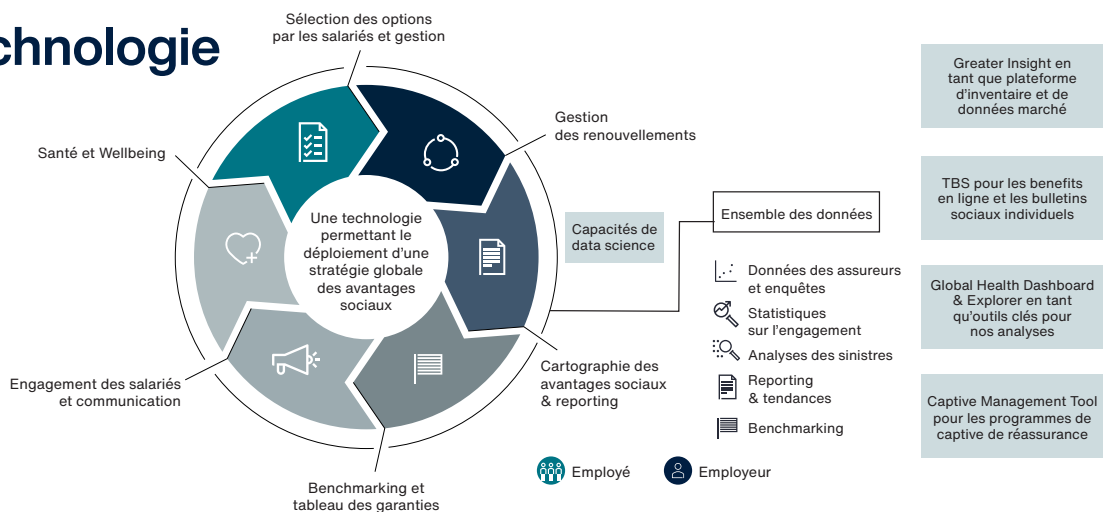 chnologie
Sélection des options
par les salariés et gestion
Gestion
des renouvellements
Santé et Wellbeing
Une technologie
permettant le
déploiement d'une
stratégie globale
des avantages
sociaux
Capacités de
data science
Engagement des salariés
et communication
Cartographie des
avantages sociaux
& reporting
Benchmarking et
tableau des garanties
Ensemble des données
Données des assureurs
et enquêtes
Statistiques
sur l'engagement
Analyses des sinistres
Reporting
& tendances
Benchmarking
Employé
Employeur
Greater Insight en
tant que plateforme
d'inventaire et de
données marché
TBS pour les benefits
en ligne et les bulletins
sociaux individuels
Global Health Dashboard
& Explorer en tant
qu'outils clés pour
nos analyses
Captive Management Tool
pour les programmes de
captive de réassurance